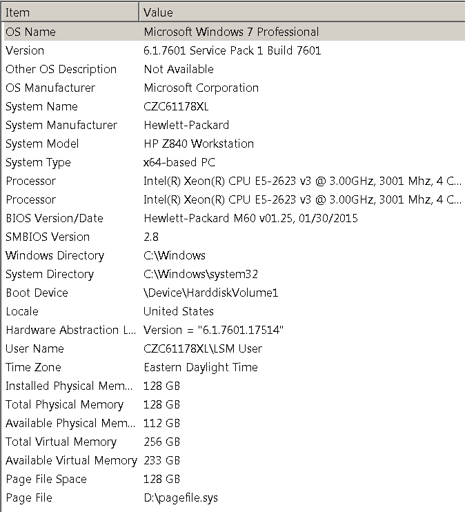 Item Value
OS Name Microsoft Windows 7 Professional
Version 6.1.7601 Service Pack 1 Build 7601
Other OS Description Not Available
OS Manufacturer Microsoft Corporation
System Name CZC61178XL
System Manufacturer Hewlett-Packard
System Model HP Z840 Workstation
System Type x64-based PC
Processor Intel(R) Xeon(R) CPU E5-2623 v3 @ 3.00GHz, 3001 Mhz, 4 C...
Processor Intel(R) Xeon(R) CPU E5-2623 v3 @ 3.00GHz, 3001 Mhz, 4 C...
BIOS Version/Date Hewlett-Packard M60 v01.25, 01/30/2015
SMBIOS Version 2.8
Windows Directory C:\Windows
System Directory C:\Windows\system32
Boot Device \Device\HarddiskVolume1
Locale United States
Hardware Abstraction L... Version = "6.1.7601.17514"
User Name CZC61178XL\LSM User
Time Zone Eastern Daylight Time
Installed Physical Mem... 128 GB
Total Physical Memory 128 GB
Available Physical Mem... 112 GB
Total Virtual Memory 256 GB
Available Virtual Memory 233 GB
Page File Space 128 GB
Page File D:\pagefile.sys